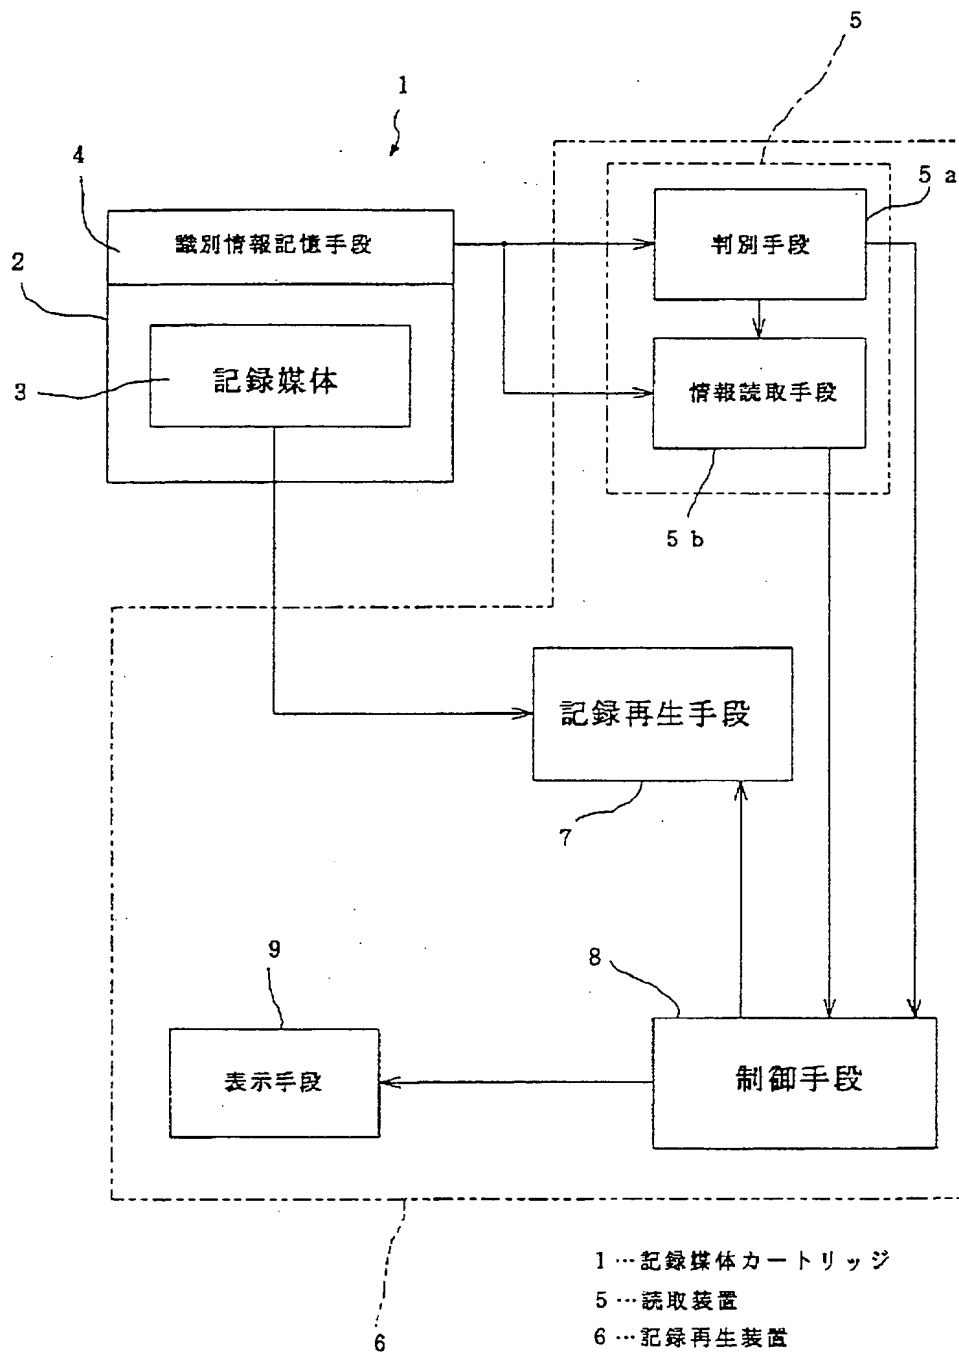 5
1
4
5 a
識別情報記憶手段
判別手段
2
記録媒体
3
情報読取手段
5 b
記録再生手段
7
9
8
表示手段
制御手段
1…記録媒体カートリッジ
5…読取装置
6…記録再生装置
6